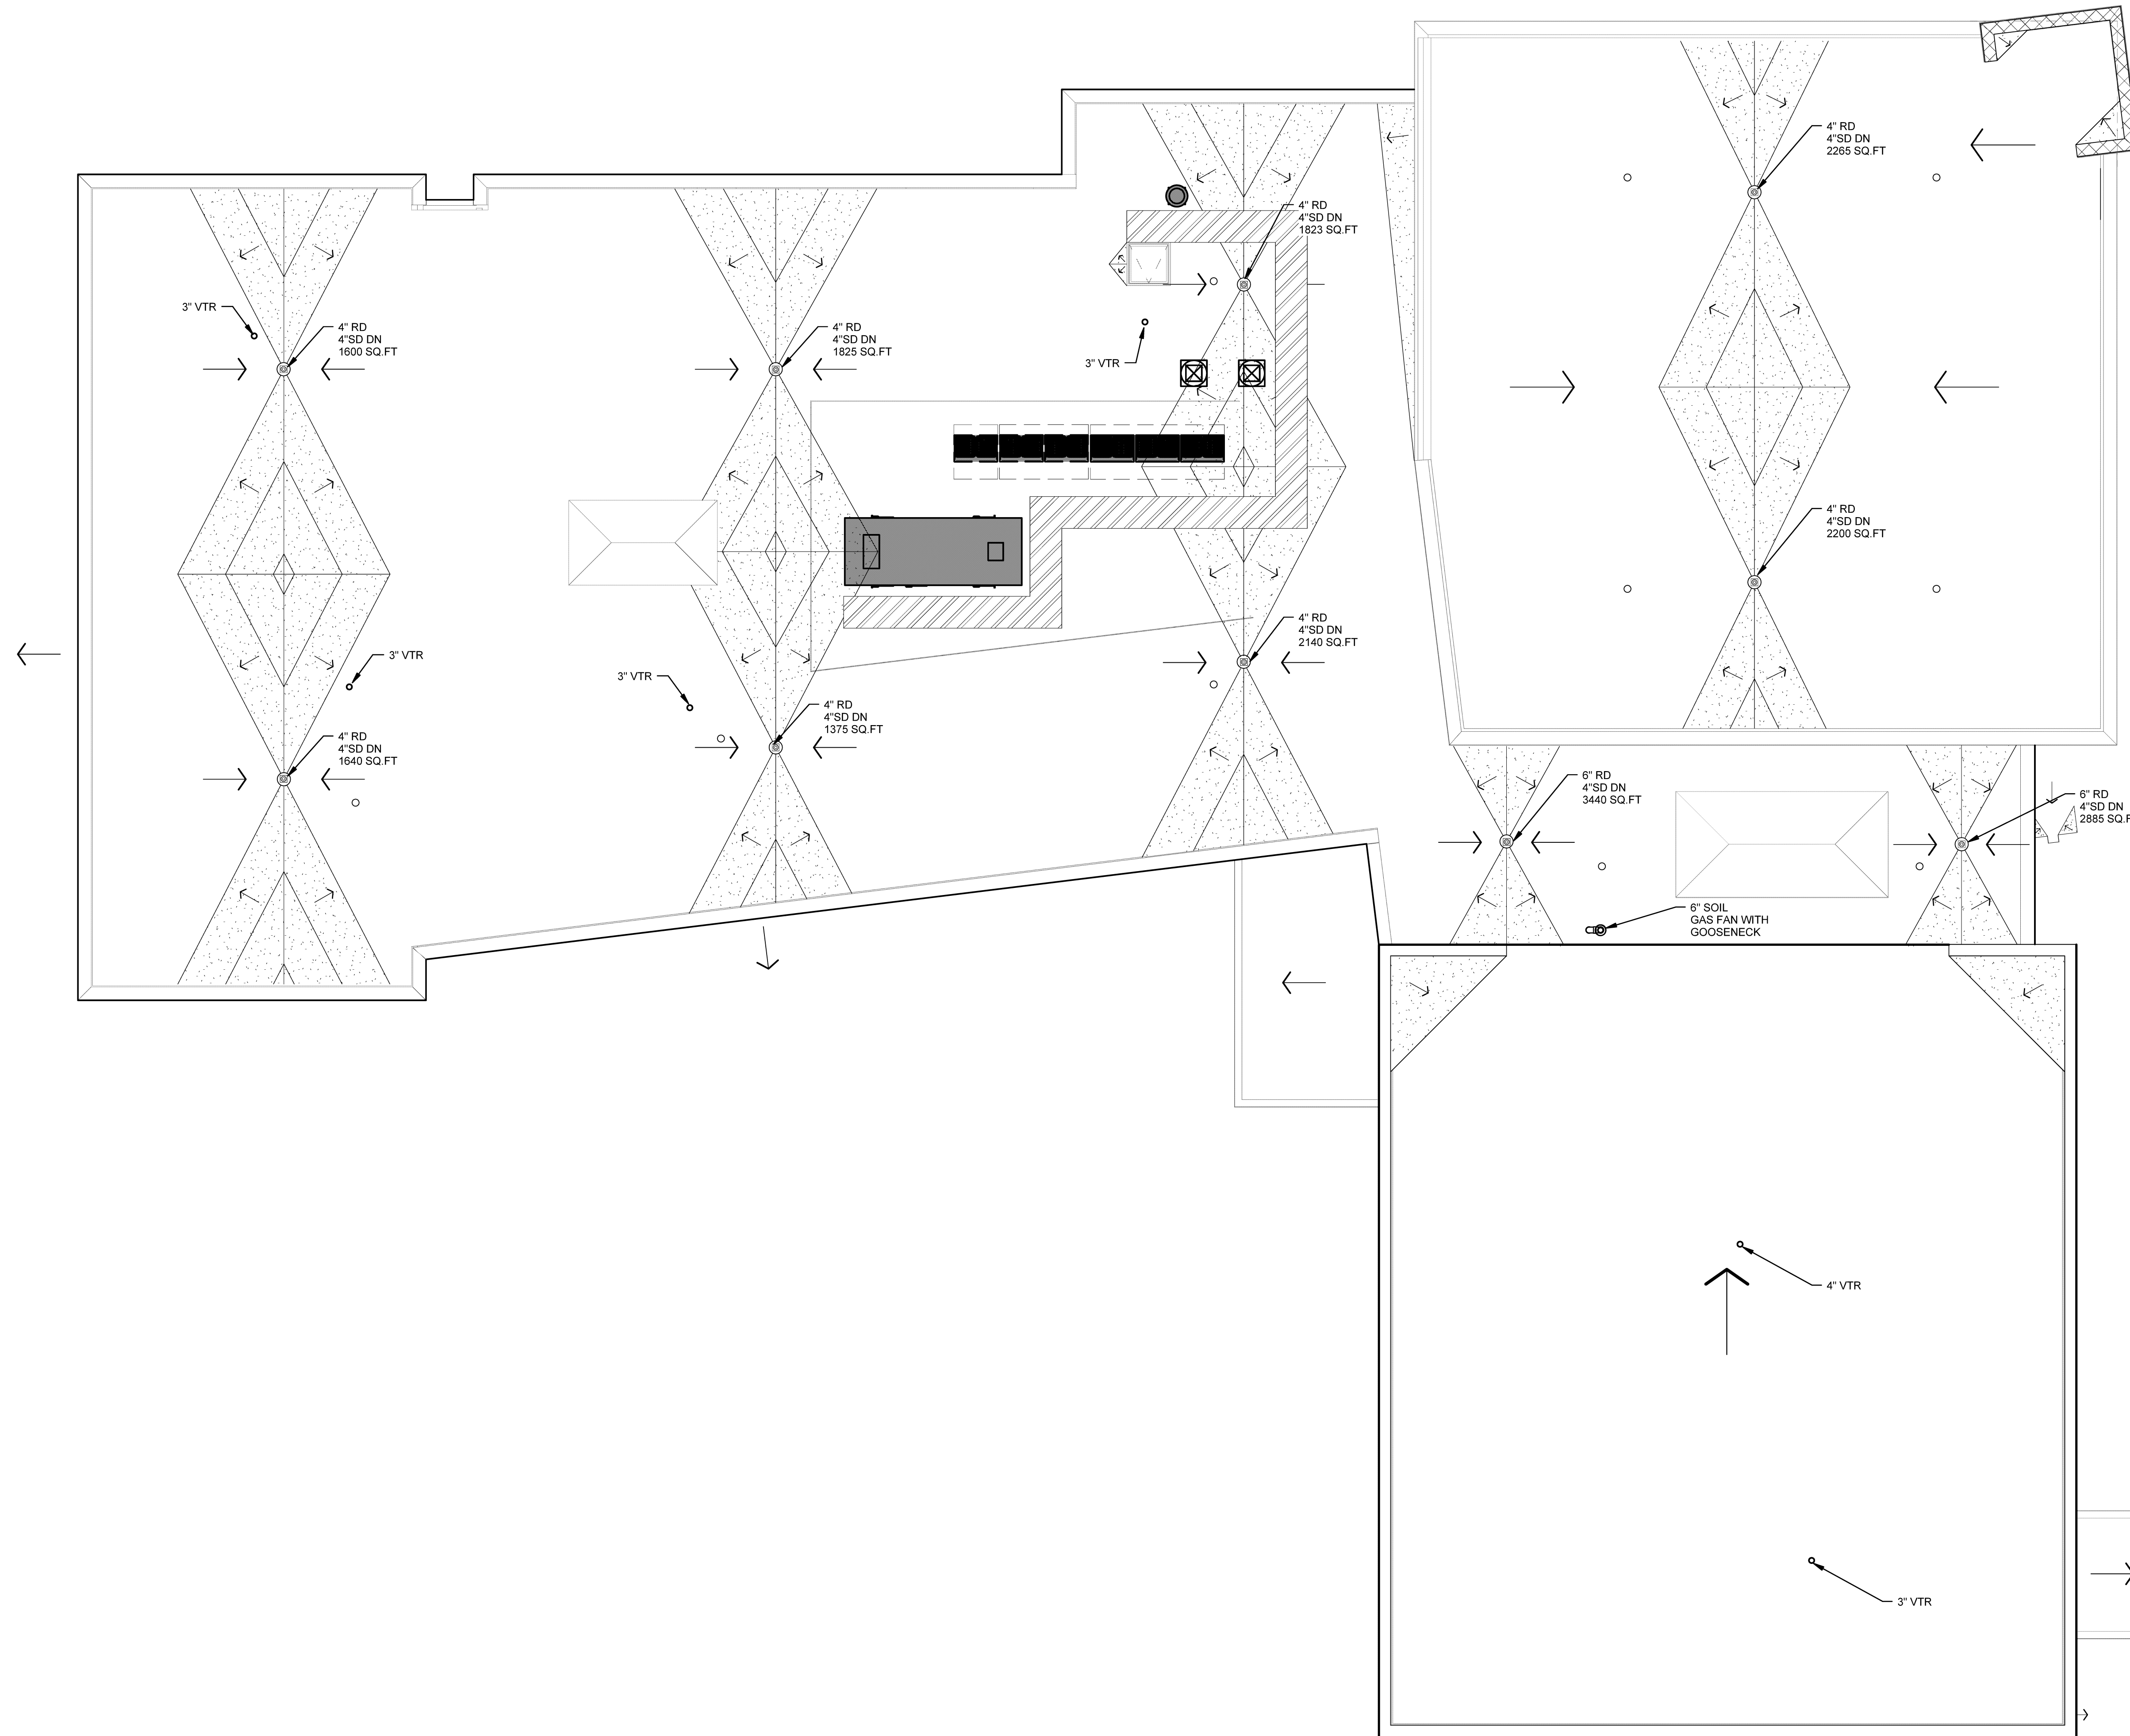 4" RD
4"SD DN
2265 SQ.FT
4" RD
4"SD DN
1823 SQ.FT
3" VTR
4" RD
4"SD DN
1600 SQ.FT
4" RD
4"SD DN
1825 SQ.FT
3" VTR
4" RD
4"SD DN
2200 SQ.FT
4" RD
4"SD DN
2140 SQ.FT
3" VTR
3" VTR
4" RD
4"SD DN
1375 SQ.FT
4" RD
4"SD DN
1640 SQ.FT
6" RD
4"SD DN
3440 SQ.FT
6" RD
4"SD DN
2885 SQ.F
6" SOIL
GAS FAN WITH
GOOSENECK
4" VTR
3" VTR